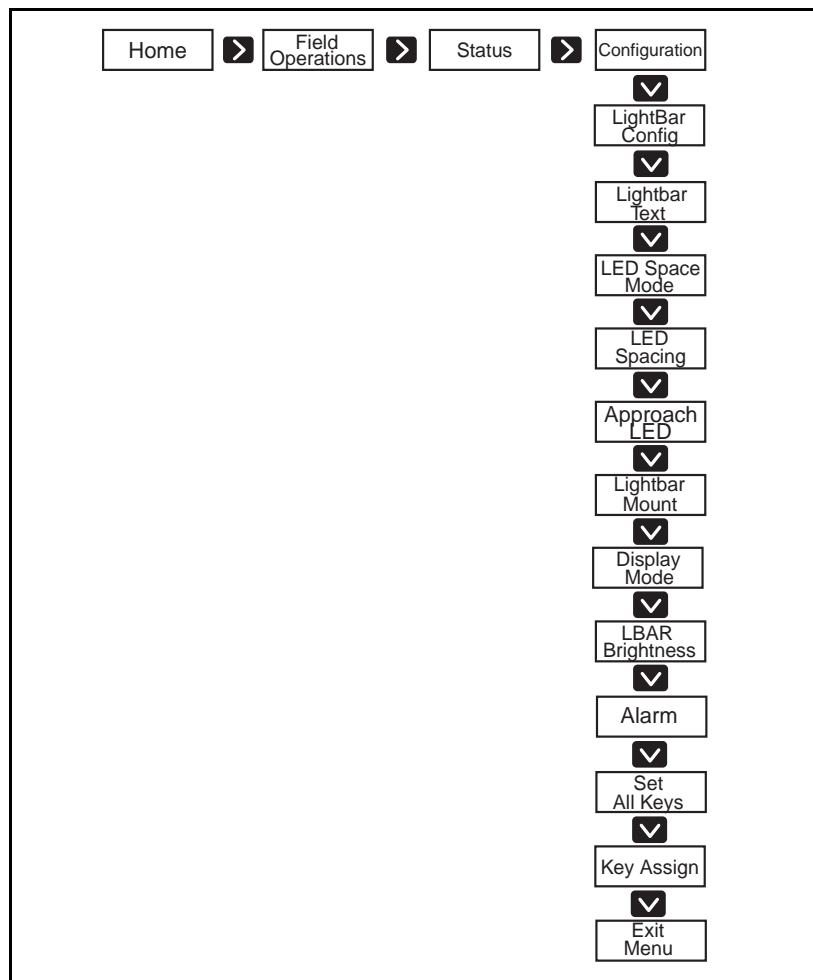 Home
Field
Operations
Status
Configuration
LightBar
Config
Lightbar
Text
LED Space
Mode
LED
Spacing
Approach
LED
Lightbar
Mount
Display
Mode
LBAR
Brightness
Alarm
Set
All Keys
Key Assign
Exit
Menu